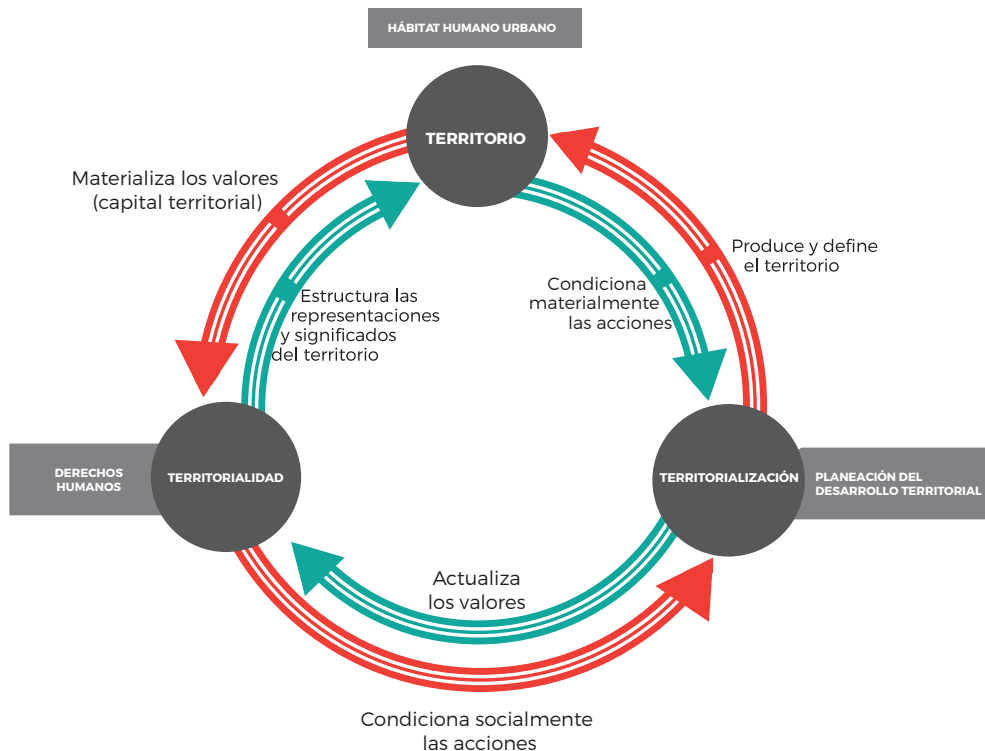 HÁBITAT HUMANO URBANO
TERRITORIO
Materializa los valores
(capital territorial)
Produce y define
el territorio
Estructura las
representaciones
y significados
del territorio
Condiciona
materialmente
las acciones
DERECHOS
HUMANOS
TERRITORIALIDAD
TERRITORIALIZACIÓN
PLANEACIÓN DEL
DESARROLLO TERRITORIAL
Actualiza
los valores
Condiciona socialmente
las acciones